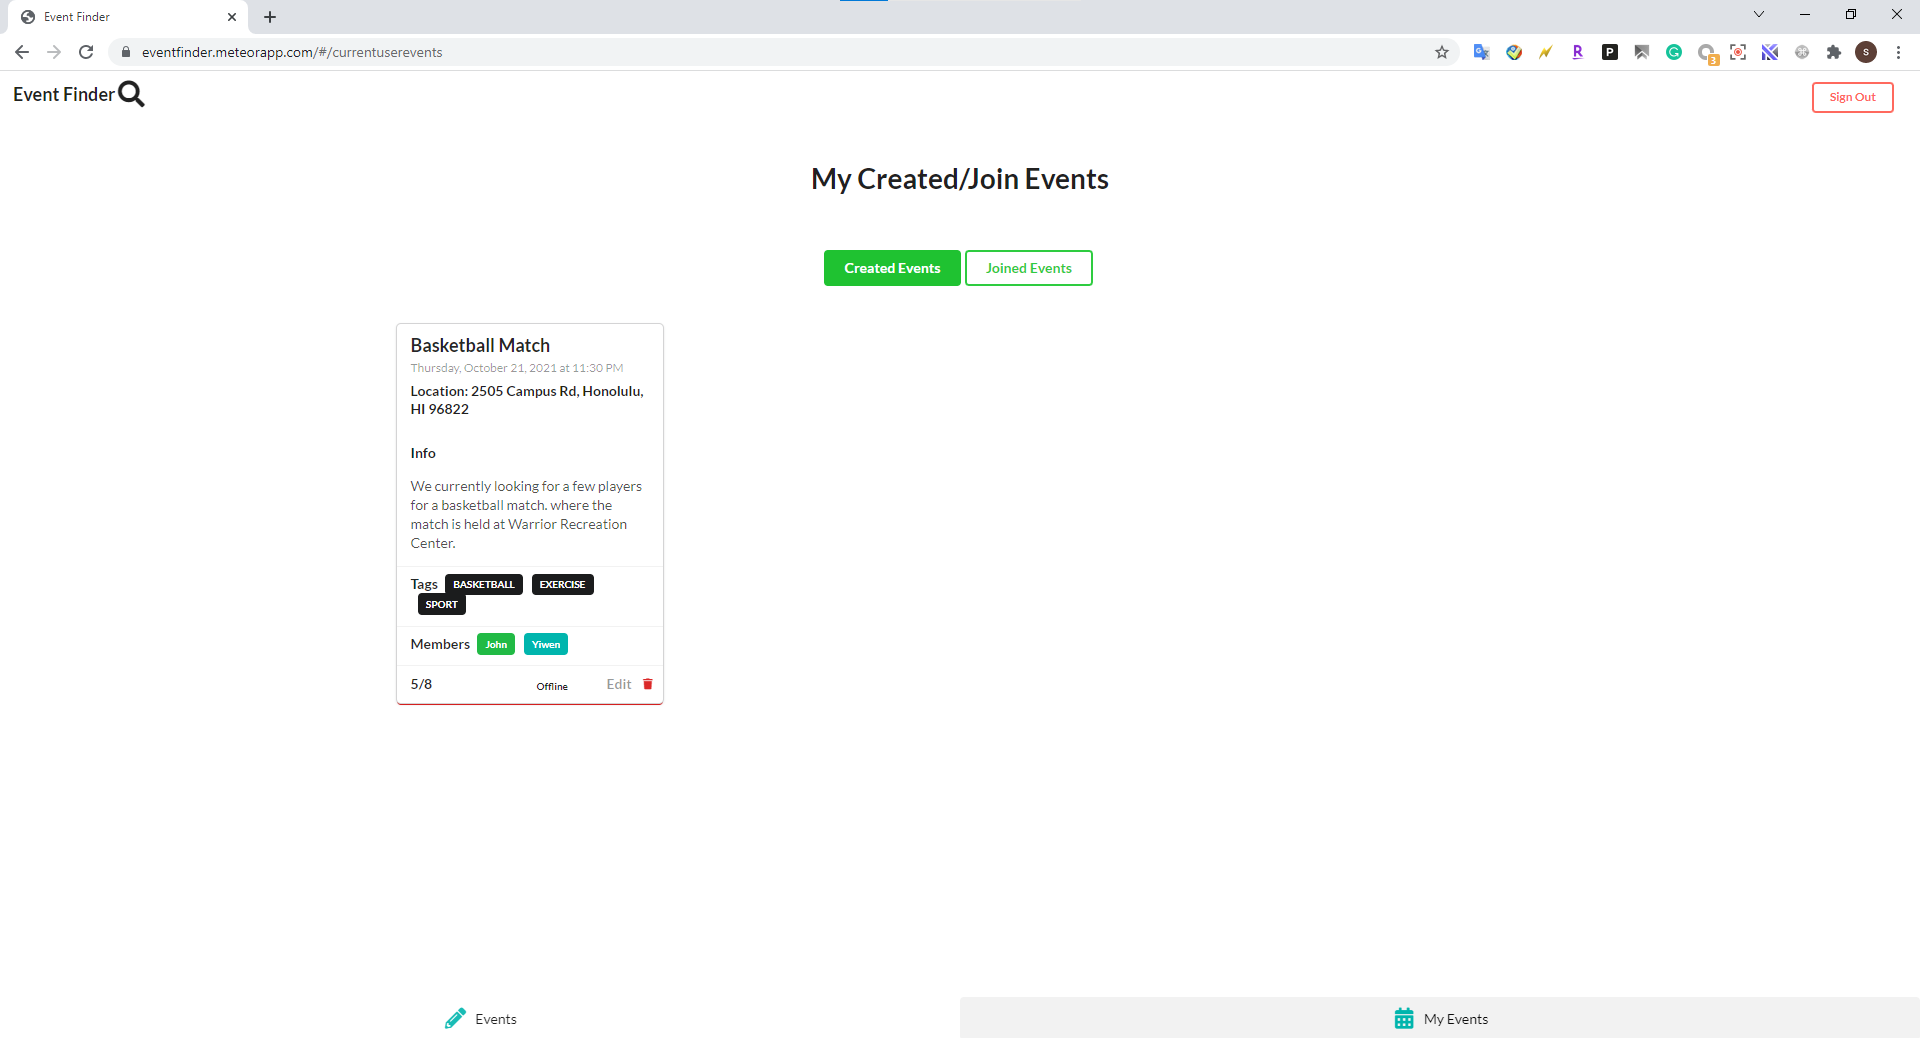 Event Finder
eventfinder.meteorapp.com/#/currentuserevents
G
R
P
G
3
S
Event Finder
Sign Out
My Created/Join Events
Created Events Joined Events
Basketball Match
Thursday, October 21, 2021 at 11:30 PM
Location: 2505 Campus Rd, Honolulu,
HI 96822
Info
We currently looking for a few players
for a basketball match. where the
match is held at Warrior Recreation
Center.
Tags BASKETBALL EXERCISE
SPORT
Members John Yiwen
5/8 Offline Edit
Events
My Events